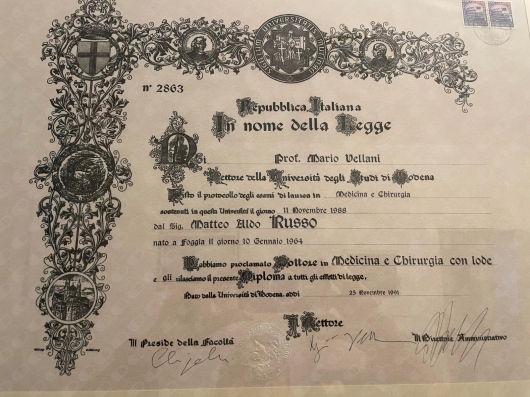 n° 2863
Repubblica Italiana
In nome della Legge
Noi Prof. Mario Vellani
Rettore della Università degli Studi di Modena
Visto il protocollo degli esami di laurea in Medicina e Chirurgia
sostenuti in questa Università il giorno 11 Novembre 1988
dal Sig. Matteo Aldo Russo
nato a Foggia il giorno 10 Gennaio 1964
Abbiamo proclamato Dottore in Medicina e Chirurgia con lode
e gli rilasciamo il presente Diploma a tutti gli effetti di legge.
Dato dalla Università di Modena, addì 25 Novembre 1991
Il Rettore
Il Preside della Facoltà
Il Direttore Amministrativo